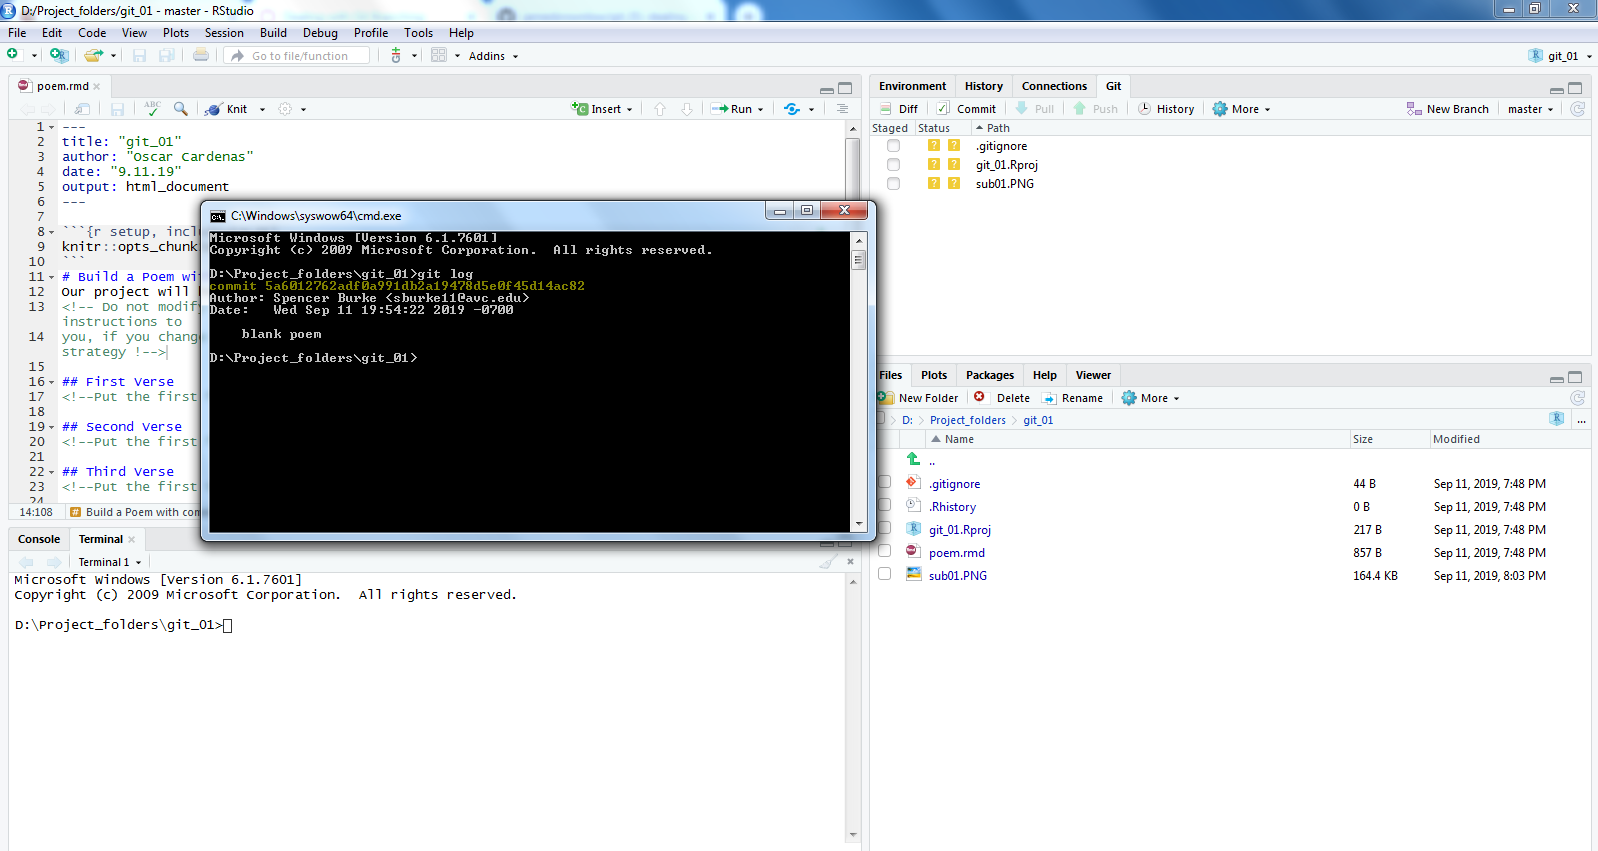 D:/Project_folders/git_01 - master - RStudio
File Edit Code View Plots Session Build Debug Profile Tools Help
Go to file/function
Addins
git_01
poem.rmd
ABC
Knit
Insert
Run
1 ---
2 title: "git_01"
3 author: "Oscar Cardenas"
4 date: "9.11.19"
5 output: html_document
6 ---
7
8 ```{r setup, inclu
9 knitr::opts_chunk
10 ```
11 # Build a Poem wi
12 Our project will
13 <!-- Do not modify
instructions to
14 you, if you change
strategy !-->
15
16 ## First Verse
17 <!--Put the first
18
19 ## Second Verse
20 <!--Put the first
21
22 ## Third Verse
23 <!--Put the first
24
14:108 # Build a Poem with com
C:\Windows\syswow64\cmd.exe
Microsoft Windows [Version 6.1.7601]
Copyright (c) 2009 Microsoft Corporation.  All rights reserved.
D:\Project_folders\git_01>git log
commit 5a6012762adf0a991db2a19478d5e0f45d14ac82
Author: Spencer Burke <sburke11@avc.edu>
Date:   Wed Sep 11 19:54:22 2019 -0700
blank poem
D:\Project_folders\git_01>
Console Terminal
Terminal 1
Microsoft Windows [Version 6.1.7601]
Copyright (c) 2009 Microsoft Corporation.  All rights reserved.
D:\Project_folders\git_01>
Environment History Connections Git
Diff Commit Pull Push History More New Branch master
Staged Status Path
? ? .gitignore
? ? git_01.Rproj
? ? sub01.PNG
Files Plots Packages Help Viewer
New Folder Delete Rename More
D: Project_folders git_01 ...
Name Size Modified
..
.gitignore 44 B Sep 11, 2019, 7:48 PM
.Rhistory 0 B Sep 11, 2019, 7:48 PM
git_01.Rproj 217 B Sep 11, 2019, 7:48 PM
poem.rmd 857 B Sep 11, 2019, 7:48 PM
sub01.PNG 164.4 KB Sep 11, 2019, 8:03 PM